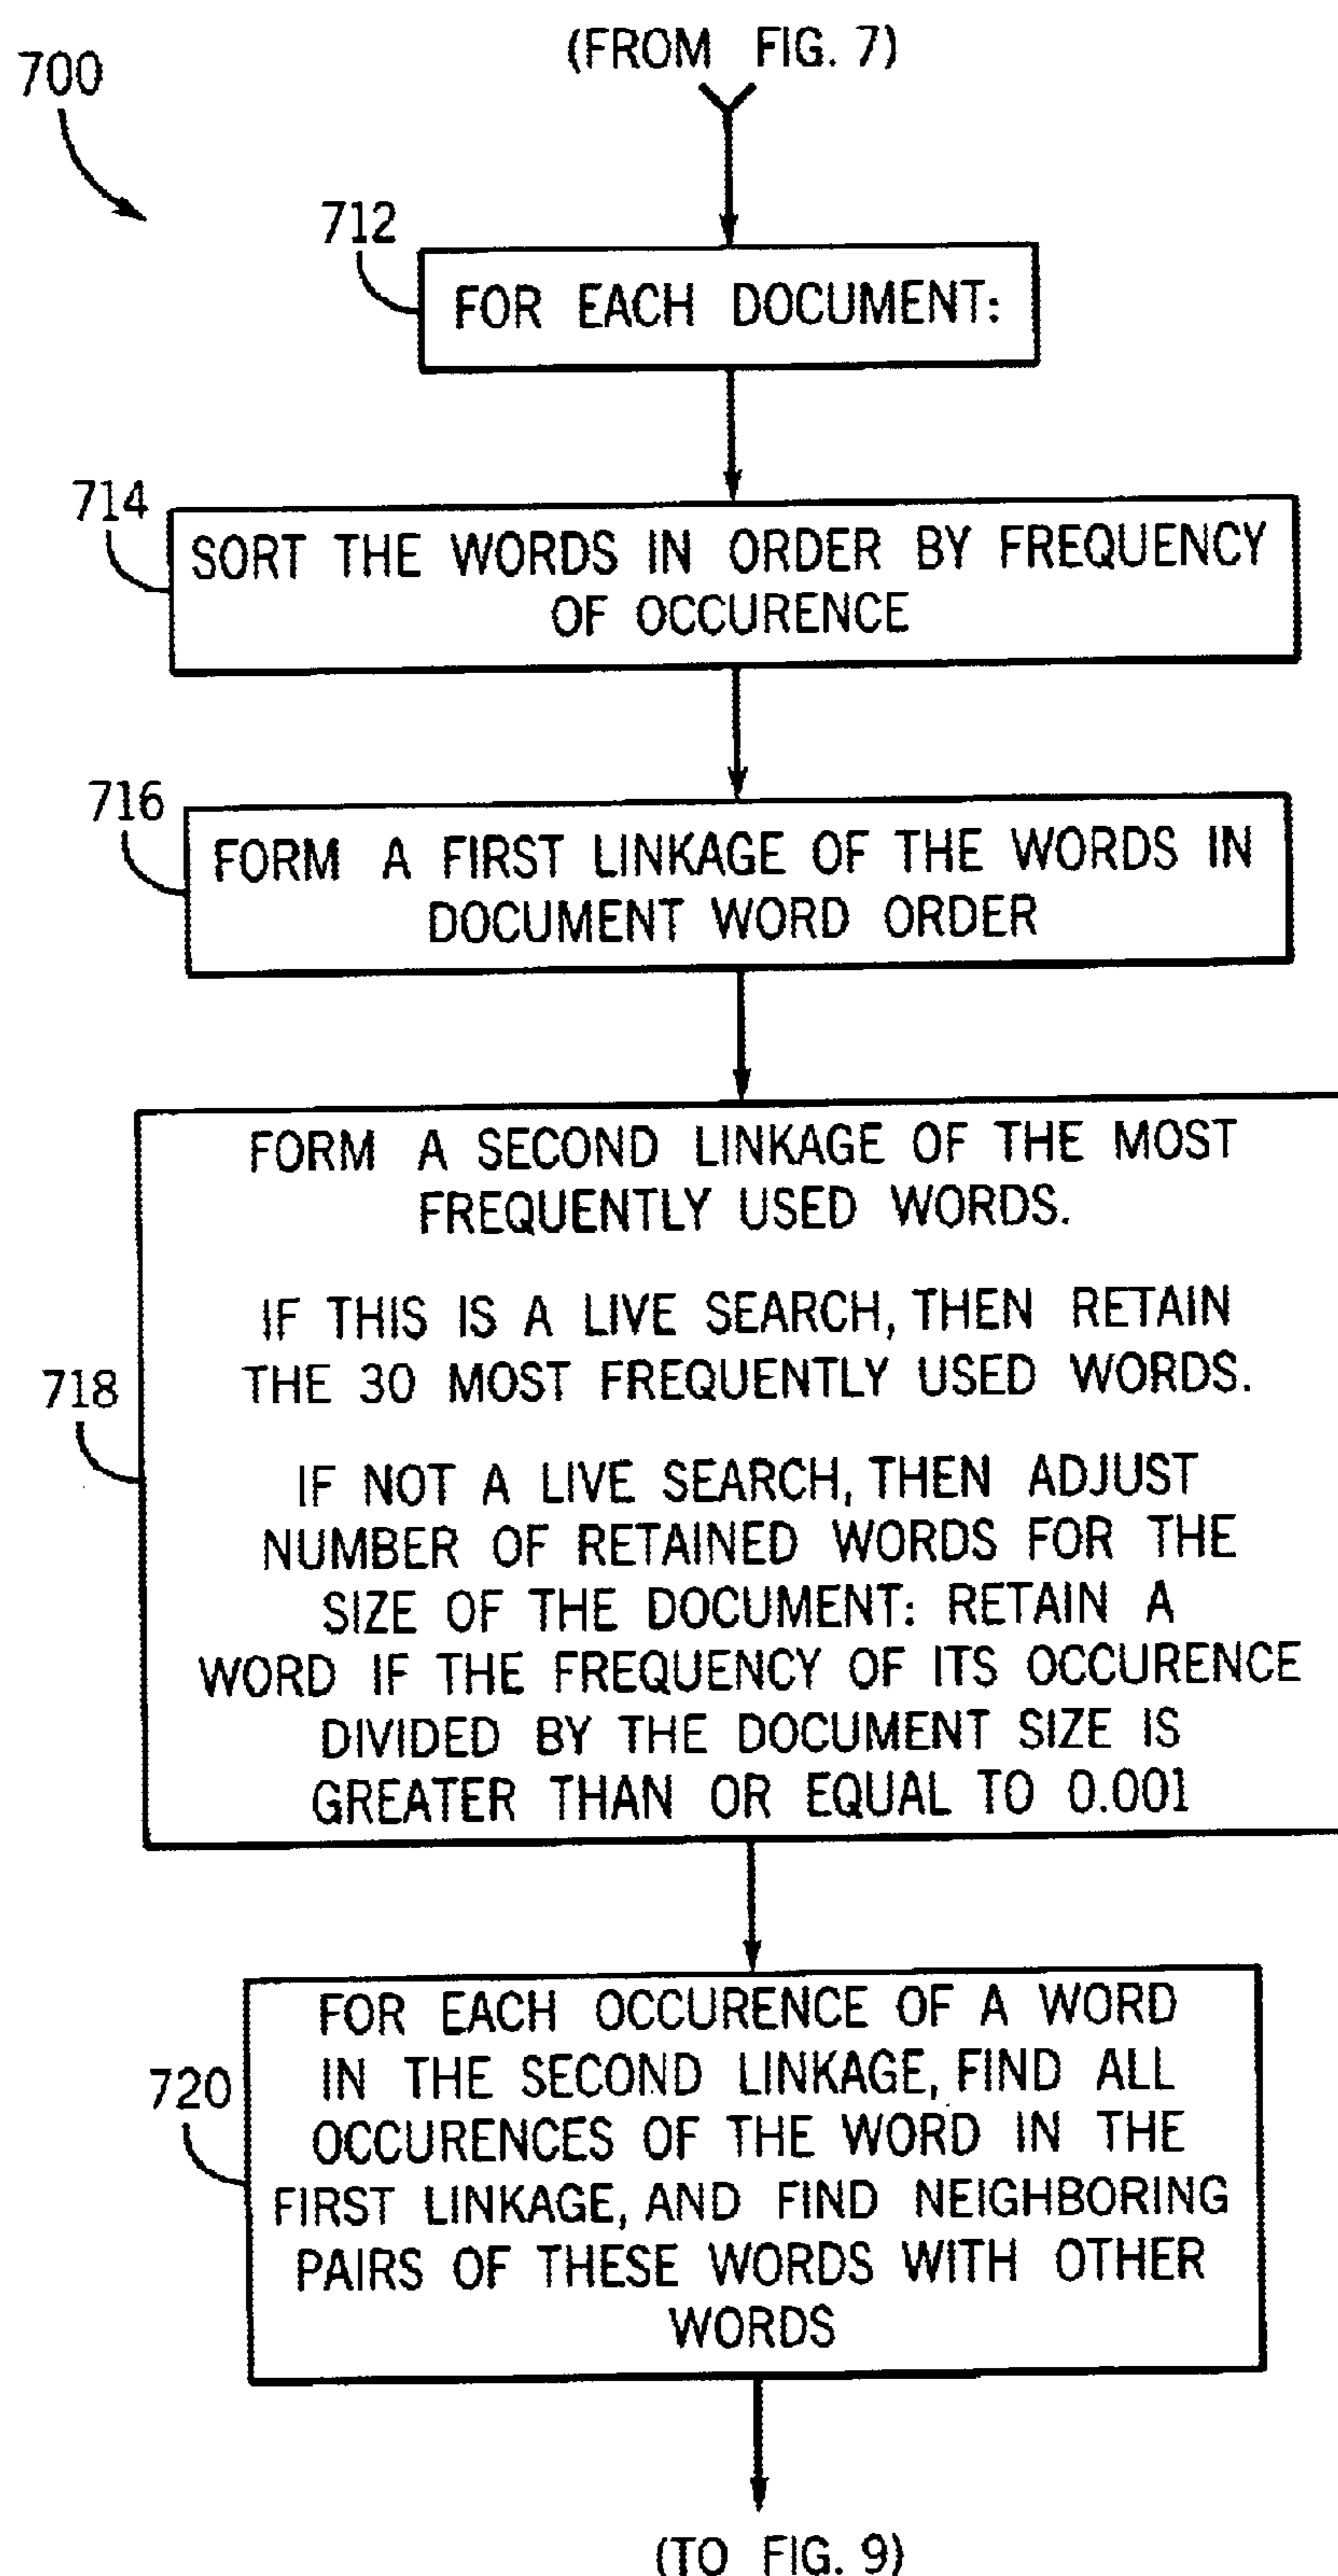 (FROM FIG. 7)
700
712
FOR EACH DOCUMENT:
714
SORT THE WORDS IN ORDER BY FREQUENCY
OF OCCURENCE
716
FORM A FIRST LINKAGE OF THE WORDS IN
DOCUMENT WORD ORDER
718
FORM A SECOND LINKAGE OF THE MOST
FREQUENTLY USED WORDS.
IF THIS IS A LIVE SEARCH, THEN RETAIN
THE 30 MOST FREQUENTLY USED WORDS.
IF NOT A LIVE SEARCH, THEN ADJUST
NUMBER OF RETAINED WORDS FOR THE
SIZE OF THE DOCUMENT: RETAIN A
WORD IF THE FREQUENCY OF ITS OCCURENCE
DIVIDED BY THE DOCUMENT SIZE IS
GREATER THAN OR EQUAL TO 0.001
720
FOR EACH OCCURENCE OF A WORD
IN THE SECOND LINKAGE, FIND ALL
OCCURENCES OF THE WORD IN THE
FIRST LINKAGE, AND FIND NEIGHBORING
PAIRS OF THESE WORDS WITH OTHER
WORDS
(TO FIG. 9)